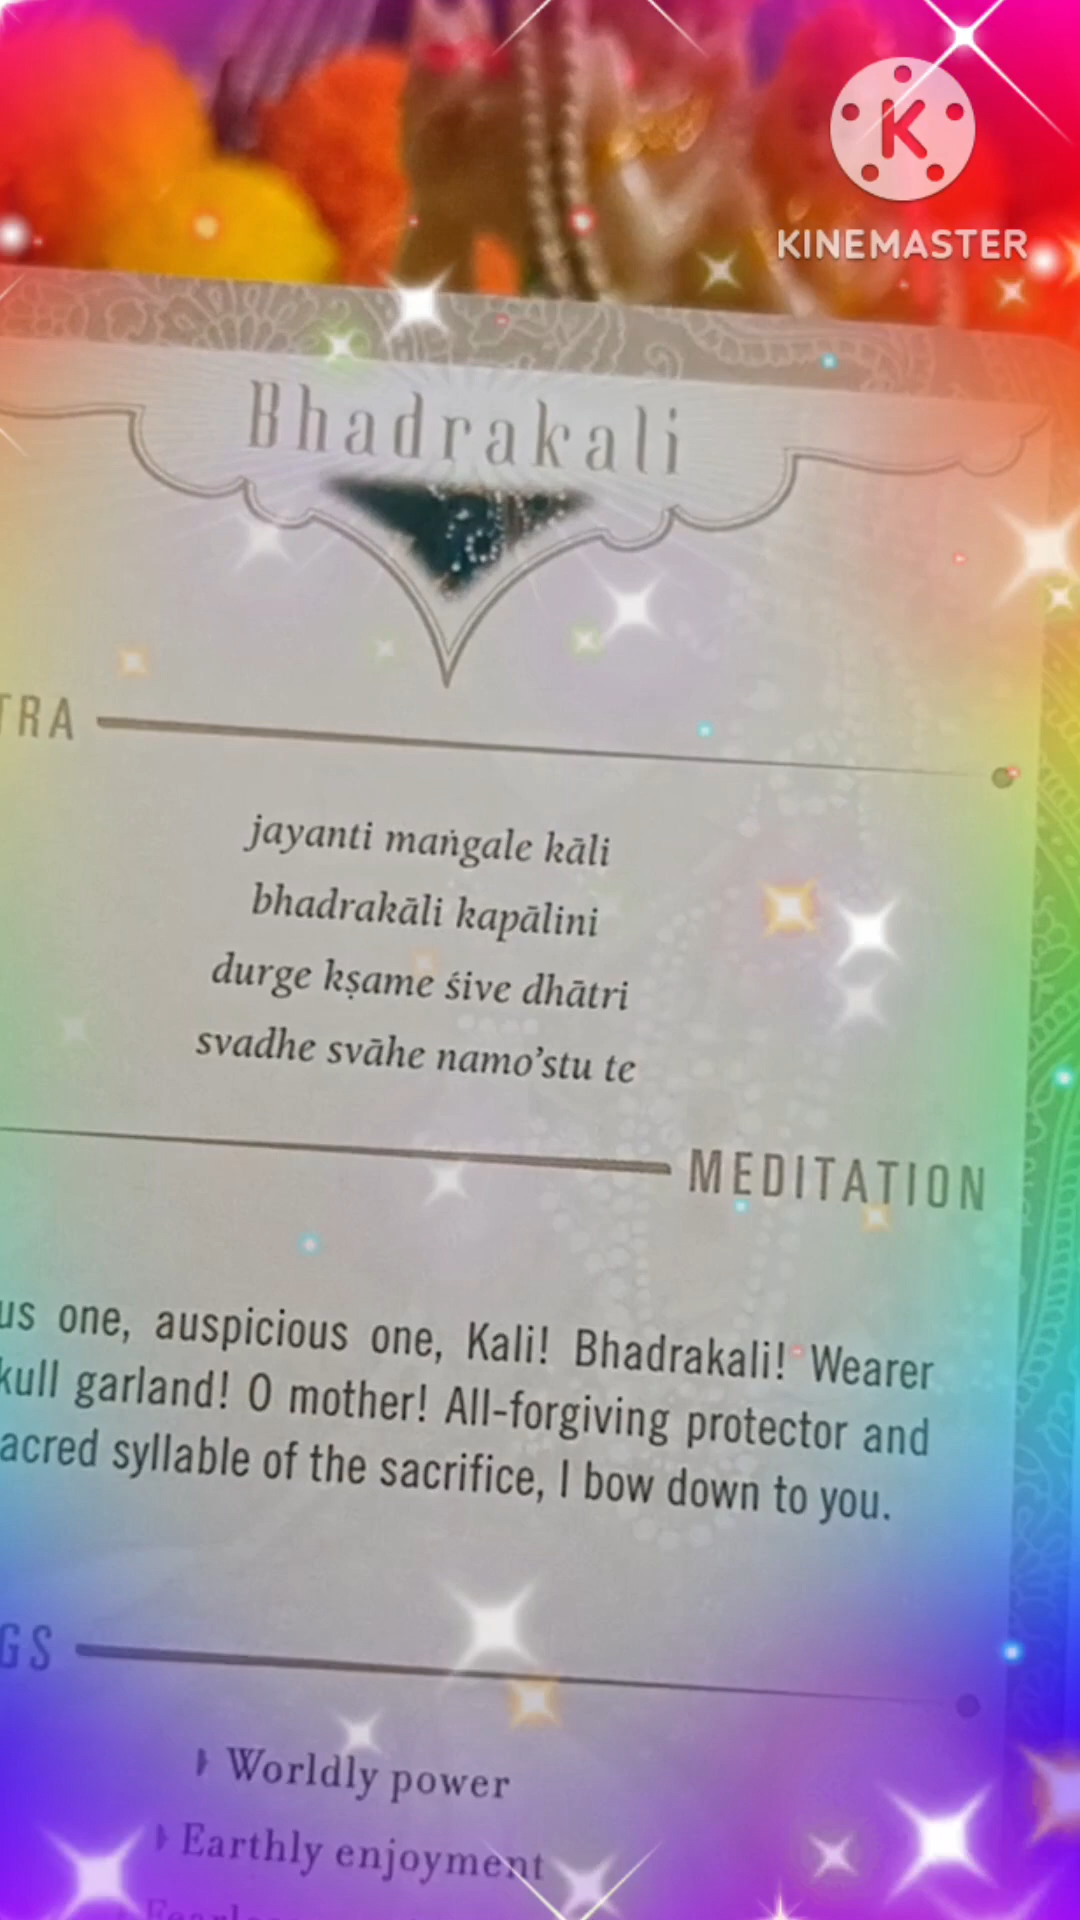 K
KINEMASTER
Bhadrakali
TRA
jayanti maṅgale kāli
bhadrakāli kapālini
durge kṣame śive dhātri
svadhe svāhe namo'stu te
MEDITATION
us one, auspicious one, Kali! Bhadrakali! Wearer
kull garland! O mother! All-forgiving protector and
acred syllable of the sacrifice, I bow down to you.
GS
Worldly power
Earthly enjoyment